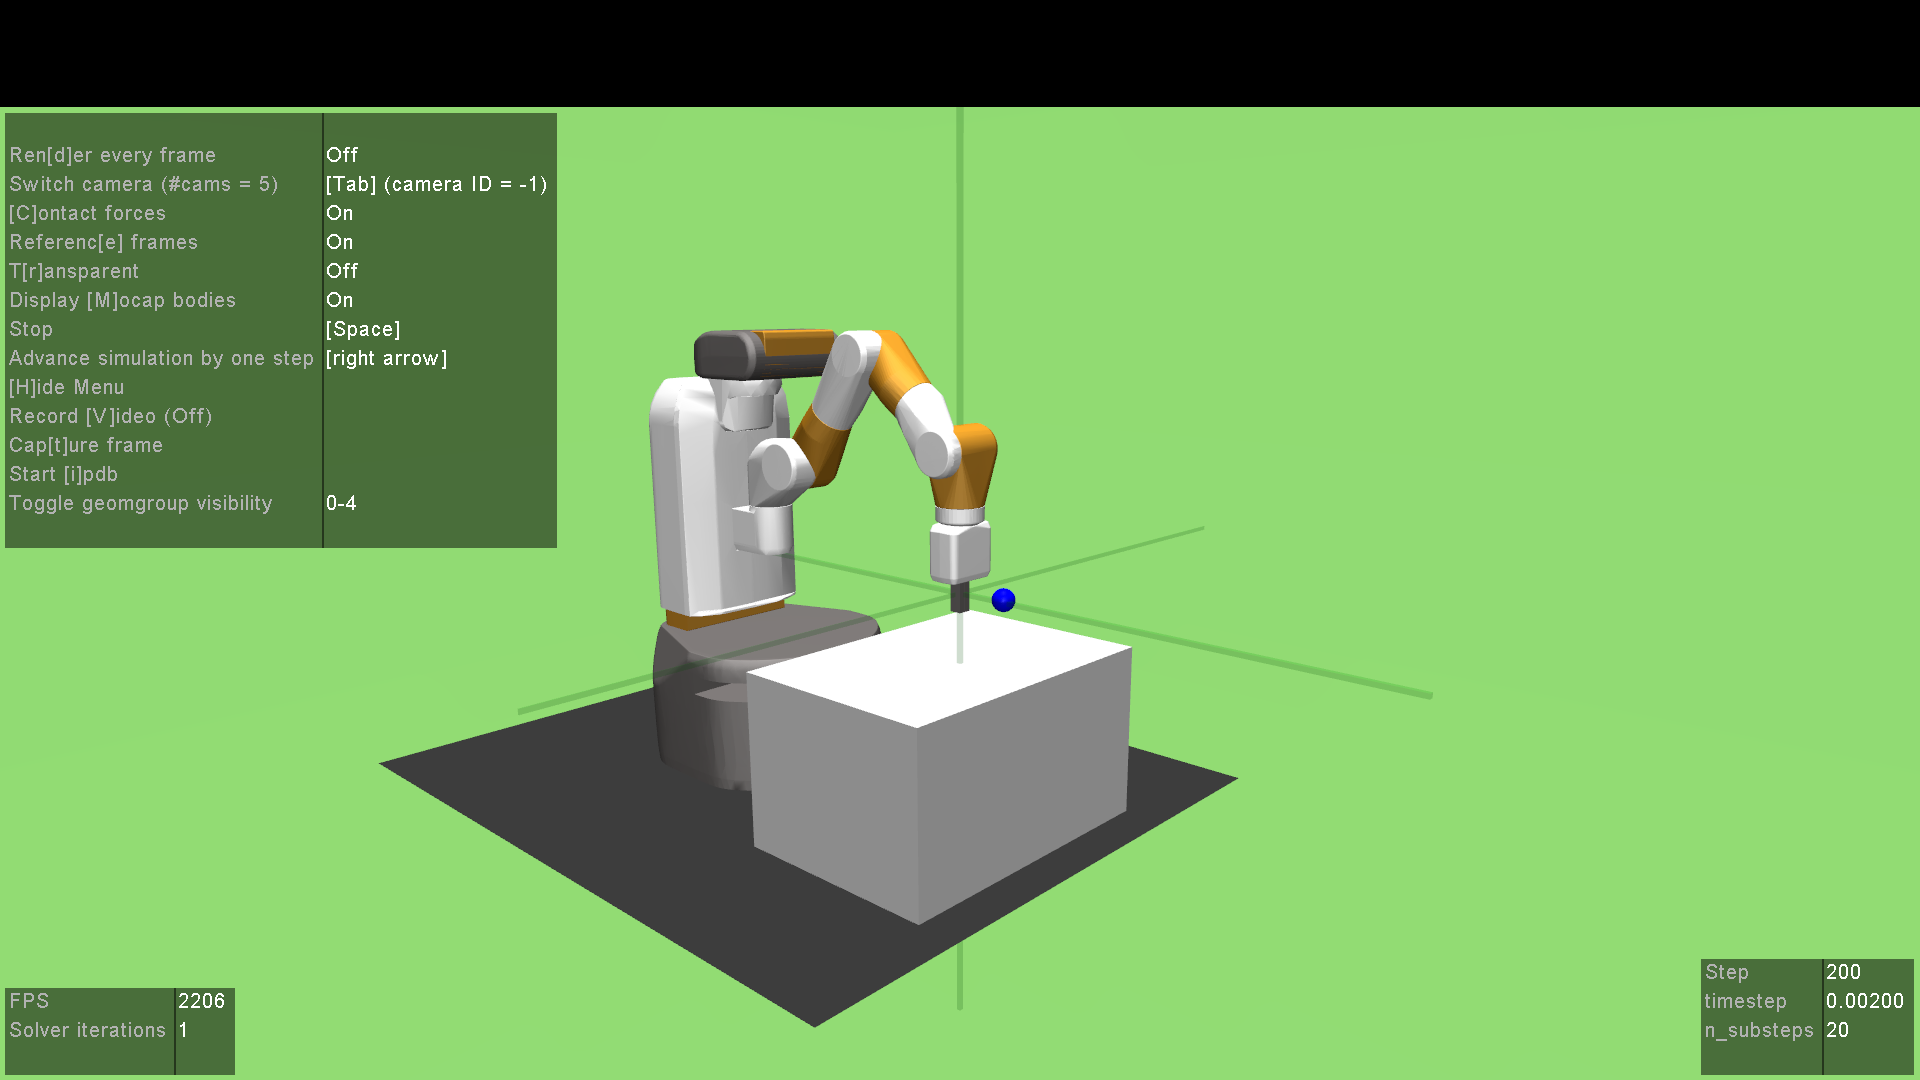 Ren[d]er every frame Off
Switch camera (#cams = 5) [Tab] (camera ID = -1)
[C]ontact forces On
Referenc[e] frames On
T[r]ansparent Off
Display [M]ocap bodies On
Stop [Space]
Advance simulation by one step [right arrow]
[H]ide Menu
Record [V]ideo (Off)
Cap[t]ure frame
Start [i]pdb
Toggle geomgroup visibility 0-4
FPS 2206
Solver iterations 1
Step 200
timestep 0.00200
n_substeps 20